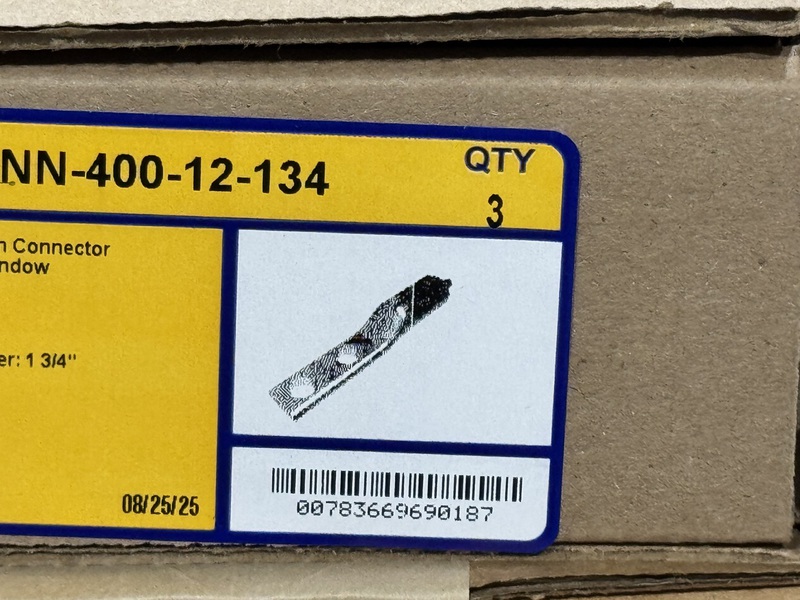 NN-400-12-134
QTY
3
n Connector
ndow
er: 1 3/4"
08/25/25
00783669690187